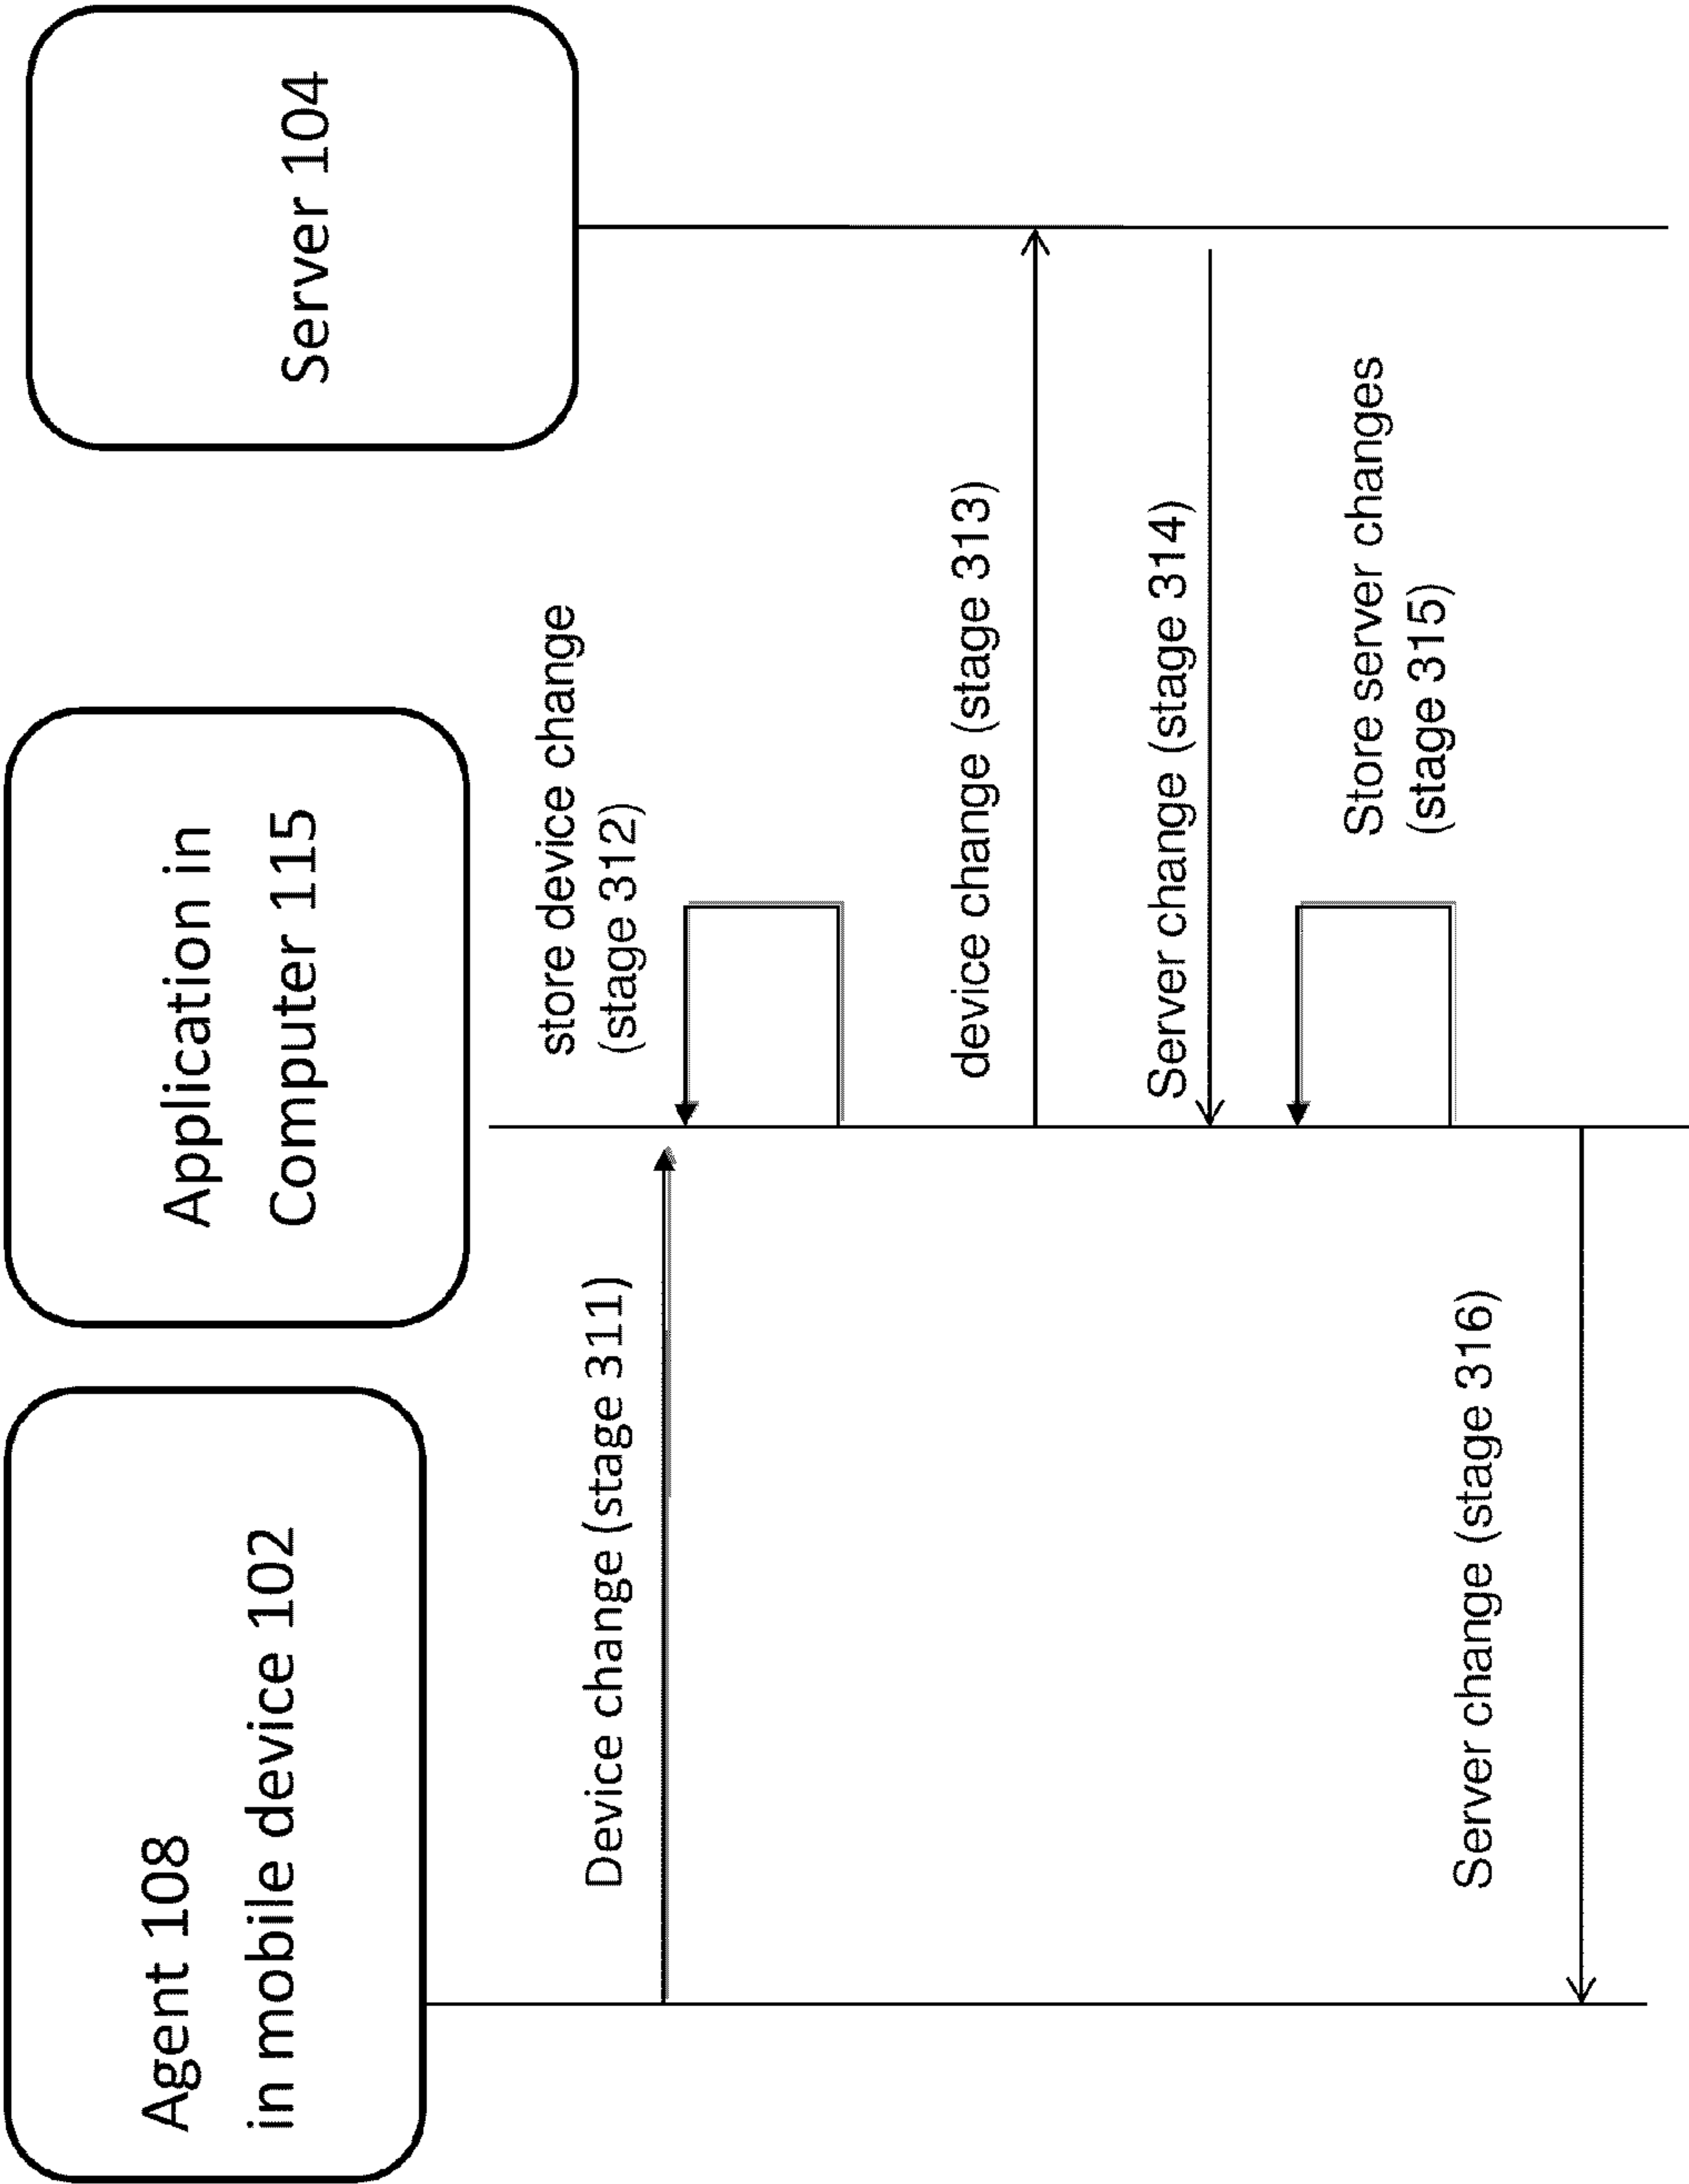 Agent 108
in mobile device 102
Application in
Computer 115
Server 104
Device change (stage 311)
store device change
(stage 312)
device change (stage 313)
Server change (stage 314)
Store server changes
(stage 315)
Server change (stage 316)